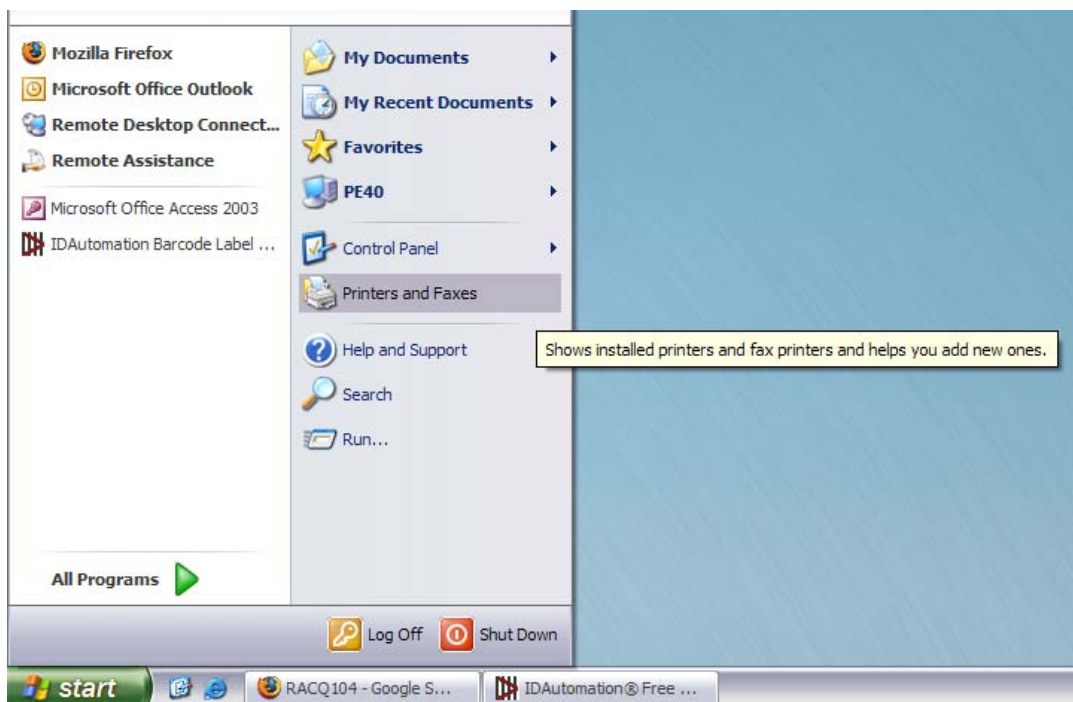 Mozilla Firefox
Microsoft Office Outlook
Remote Desktop Connect...
Remote Assistance
Microsoft Office Access 2003
IDAutomation Barcode Label ...
All Programs
My Documents
My Recent Documents
Favorites
PE40
Control Panel
Printers and Faxes
Help and Support
Search
Run...
Shows installed printers and fax printers and helps you add new ones.
Log Off
Shut Down
start
RACQ104 - Google S...
IDAutomation® Free ...